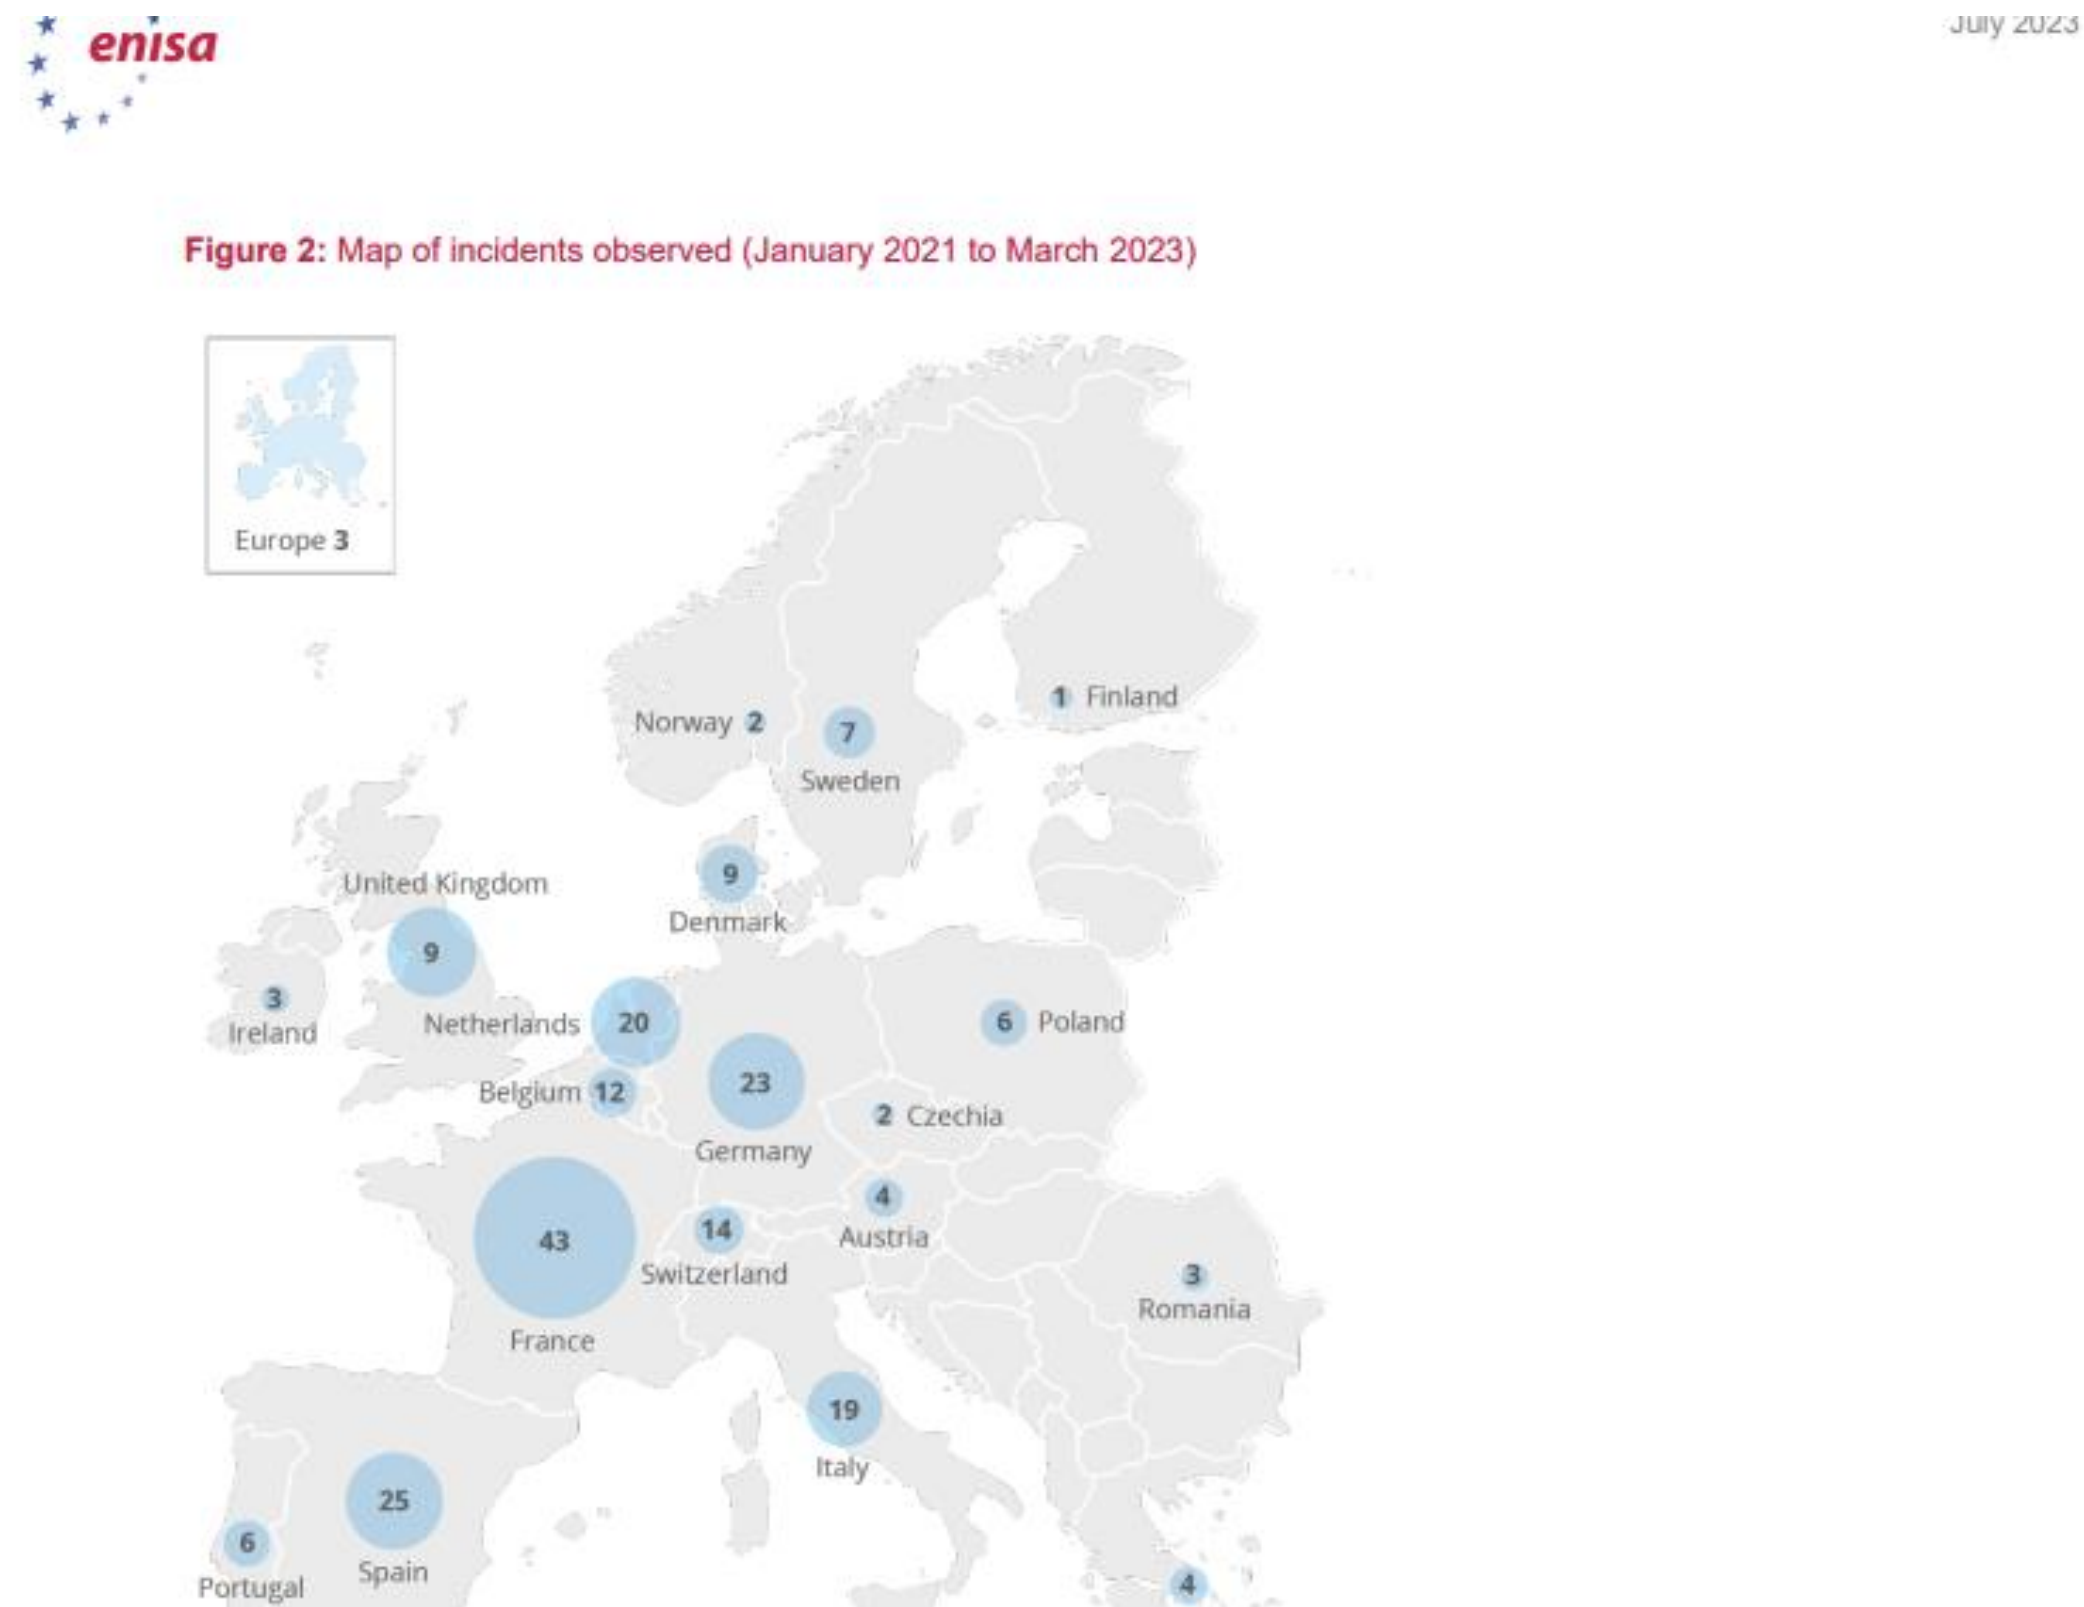 enisa
July 2023
Figure 2: Map of incidents observed (January 2021 to March 2023)
Europe 3
1 Finland
Norway 2
7
Sweden
9
Denmark
United Kingdom
9
3
Ireland
Netherlands 20
6 Poland
23
Germany
Belgium 12
2 Czechia
4
Austria
14
Switzerland
43
France
3
Romania
19
Italy
25
Spain
6
Portugal
4